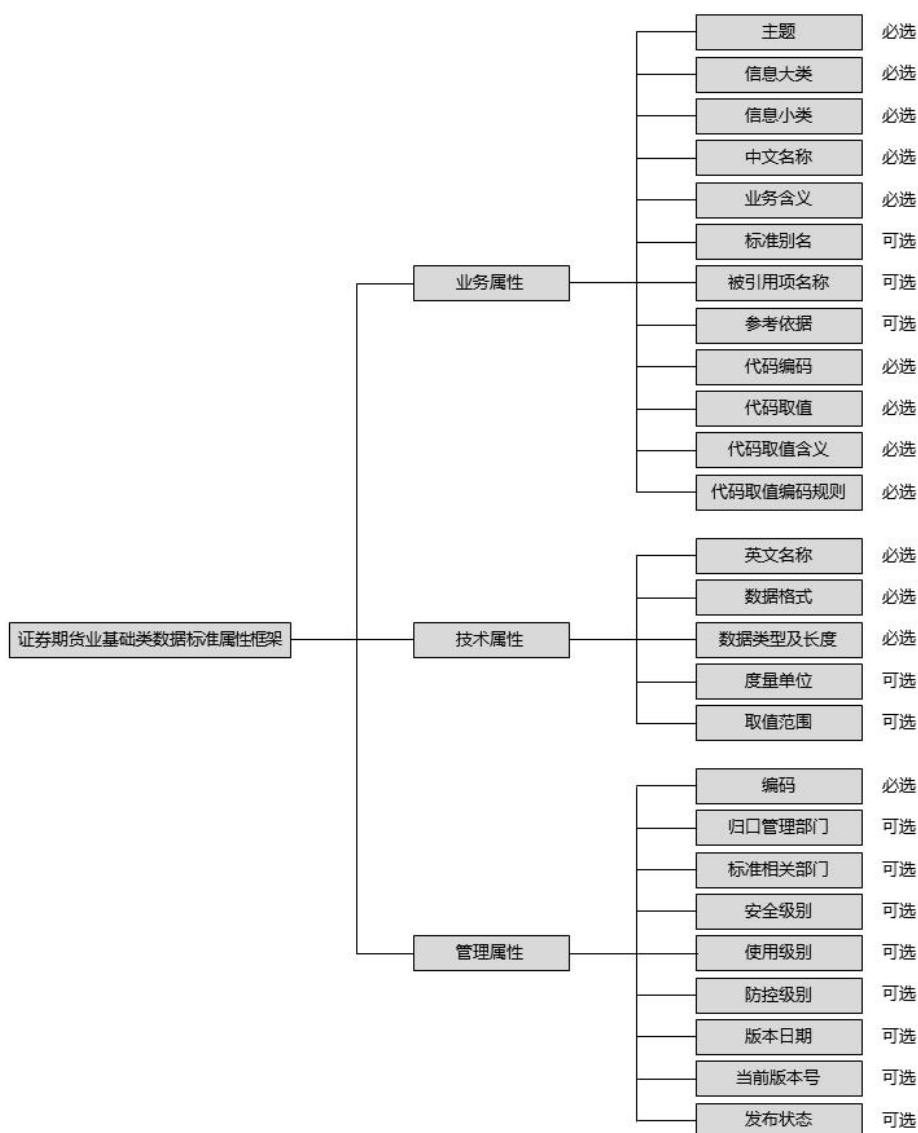 主题 必选
信息大类 必选
信息小类 必选
中文名称 必选
业务含义 必选
标准别名 可选
业务属性 被引用项名称 可选
参考依据 可选
代码编码 必选
代码取值 必选
代码取值含义 必选
代码取值编码规则 必选
英文名称 必选
数据格式 必选
证券期货业基础类数据标准属性框架 技术属性 数据类型及长度 必选
度量单位 可选
取值范围 可选
编码 必选
归口管理部门 可选
标准相关部门 可选
安全级别 可选
管理属性 使用级别 可选
防控级别 可选
版本日期 可选
当前版本号 可选
发布状态 可选